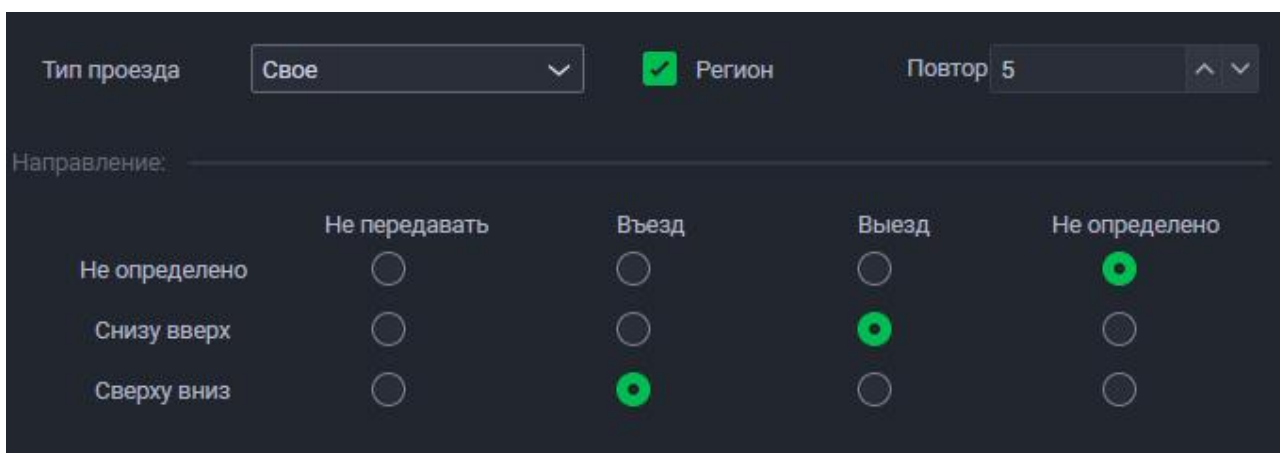 Тип проезда Свое Регион Повтор 5
Направление:
Не передавать Въезд Выезд Не определено
Не определено
Снизу вверх
Сверху вниз